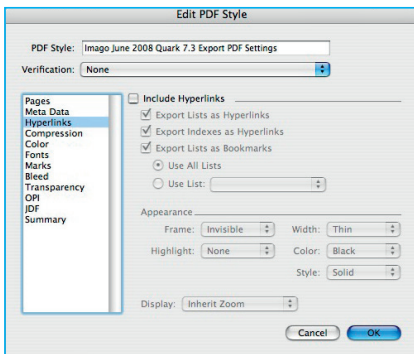 Edit PDF Style
PDF Style: Imago June 2008 Quark 7.3 Export PDF Settings
Verification: None
Pages
Meta Data
Hyperlinks
Compression
Color
Fonts
Marks
Bleed
Transparency
OPI
JDF
Summary
Include Hyperlinks
Export Lists as Hyperlinks
Export Indexes as Hyperlinks
Export Lists as Bookmarks
Use All Lists
Use List:
Appearance
Frame: Invisible Width: Thin
Highlight: None Color: Black
Style: Solid
Display: Inherit Zoom
Cancel OK